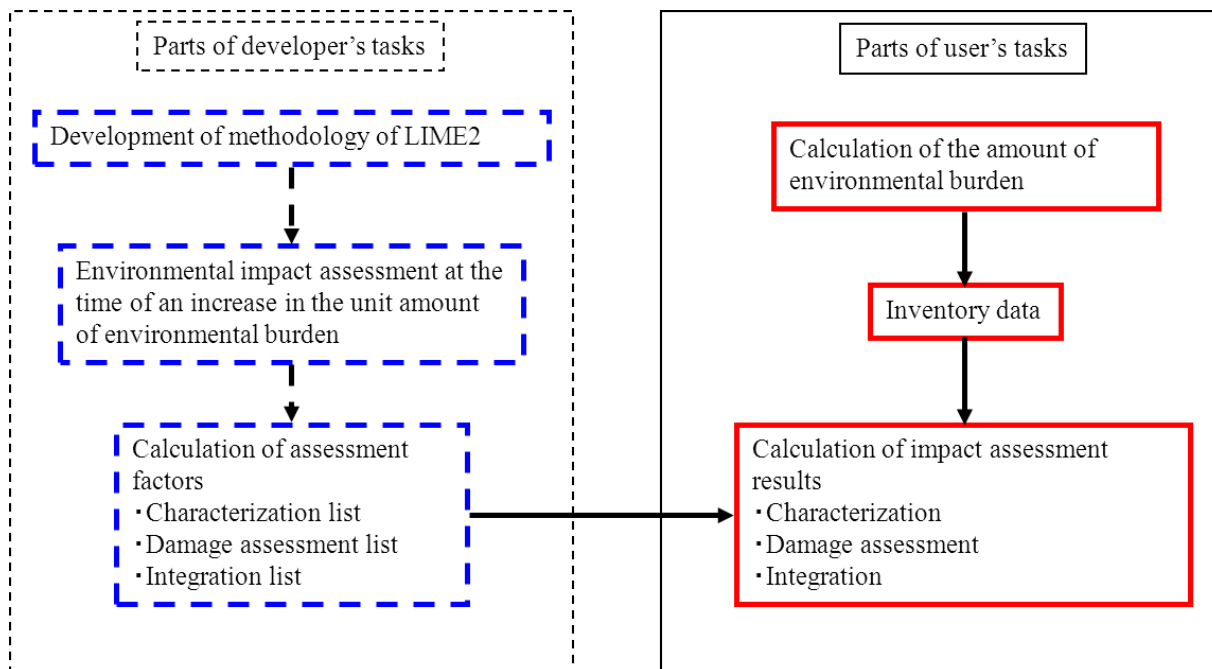 Parts of developer’s tasks
Development of methodology of LIME2
Environmental impact assessment at the
time of an increase in the unit amount
of environmental burden
Calculation of assessment
factors
・Characterization list
・Damage assessment list
・Integration list
Parts of user’s tasks
Calculation of the amount of
environmental burden
Inventory data
Calculation of impact assessment
results
・Characterization
・Damage assessment
・Integration